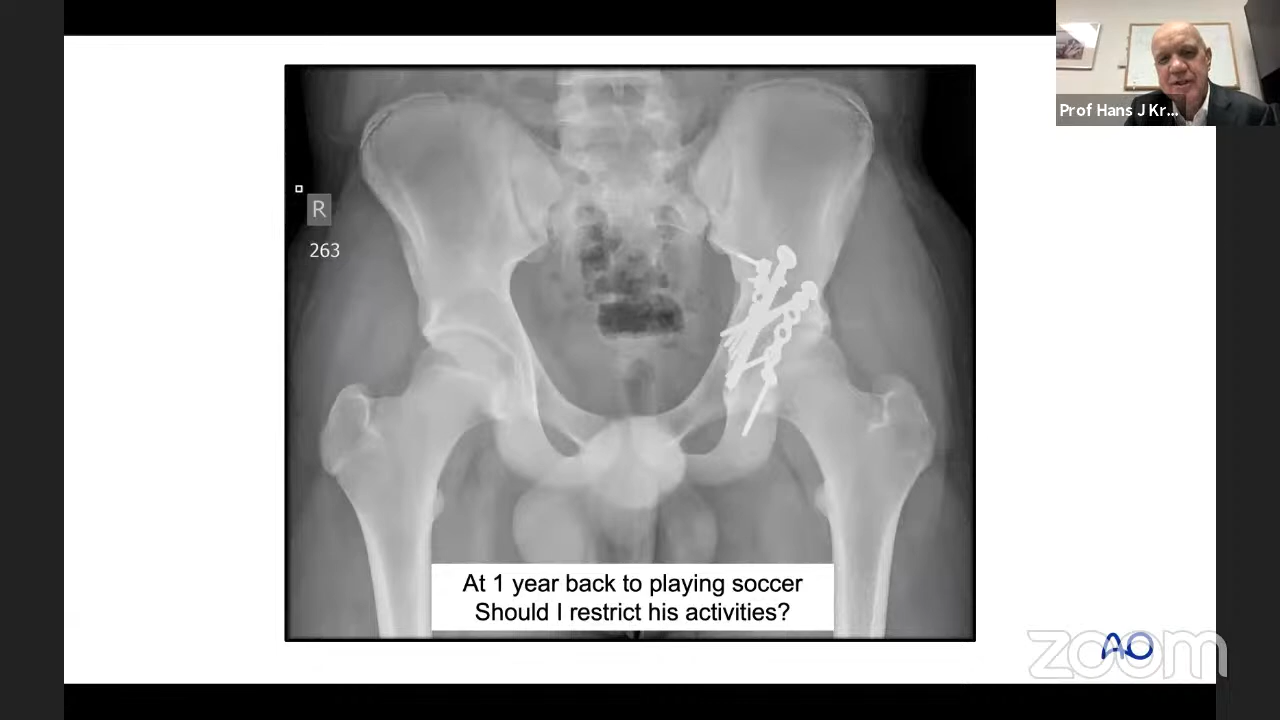 Prof Hans J Kr...
R
263
At 1 year back to playing soccer
Should I restrict his activities?
AO
zoom